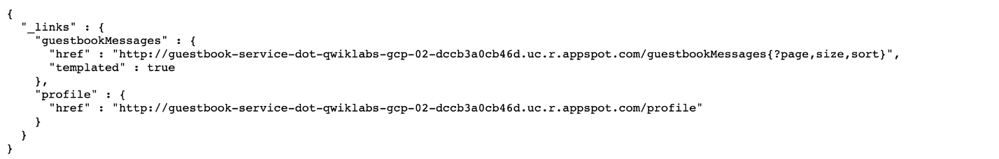 {
  "_links" : {
    "guestbookMessages" : {
      "href" : "http://guestbook-service-dot-qwiklabs-gcp-02-dccb3a0cb46d.uc.r.appspot.com/guestbookMessages{?page,size,sort}",
      "templated" : true
    },
    "profile" : {
      "href" : "http://guestbook-service-dot-qwiklabs-gcp-02-dccb3a0cb46d.uc.r.appspot.com/profile"
    }
  }
}